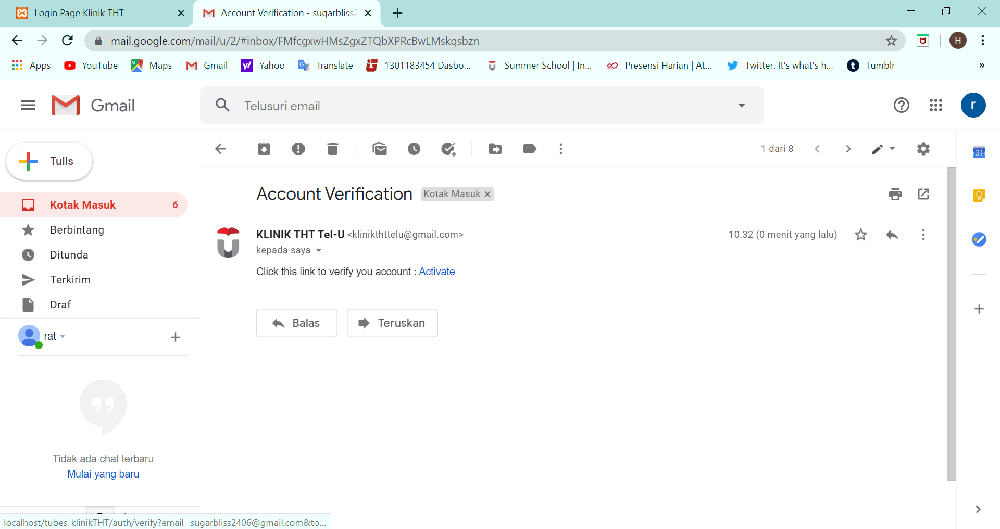 Login Page Klinik THT
Account Verification - sugarbliss2
mail.google.com/mail/u/2/#inbox/FMfcgxwHMsZgxZTQbXPRcBwLMskqsbzn
H
Apps YouTube Maps Gmail Yahoo Translate 1301183454 Dasbo... Summer School | In... Presensi Harian | At... Twitter. It's what's h... Tumblr »
Gmail
Telusuri email
r
Tulis
1 dari 8
31
Kotak Masuk 6
Berbintang
Ditunda
Terkirim
Draf
Account Verification Kotak Masuk
KLINIK THT Tel-U <klinikthttelu@gmail.com>
10.32 (0 menit yang lalu)
kepada saya
Click this link to verify you account : Activate
Balas
Teruskan
rat
Tidak ada chat terbaru
Mulai yang baru
localhost/tubes_klinikTHT/auth/verify?email=sugarbliss2406@gmail.com&to...